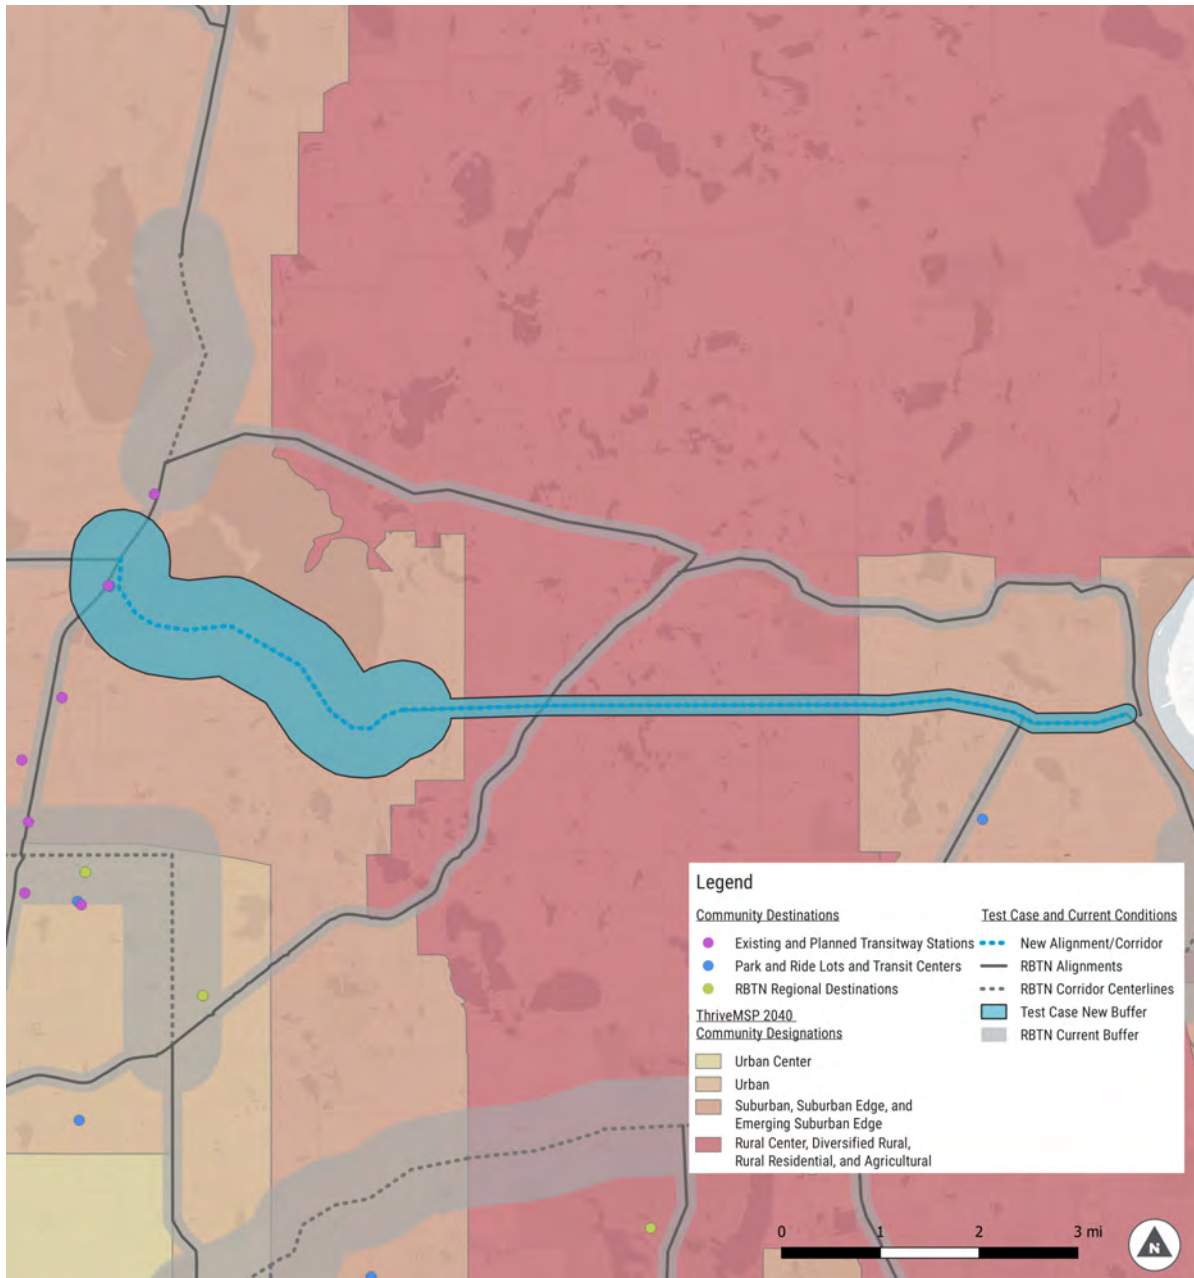 Legend
Community Destinations
Existing and Planned Transitway Stations
Park and Ride Lots and Transit Centers
RBTN Regional Destinations
ThriveMSP 2040
Community Designations
Urban Center
Urban
Suburban, Suburban Edge, and
Emerging Suburban Edge
Rural Center, Diversified Rural,
Rural Residential, and Agricultural
Test Case and Current Conditions
New Alignment/Corridor
RBTN Alignments
RBTN Corridor Centerlines
Test Case New Buffer
RBTN Current Buffer
0 1 2 3 mi
N